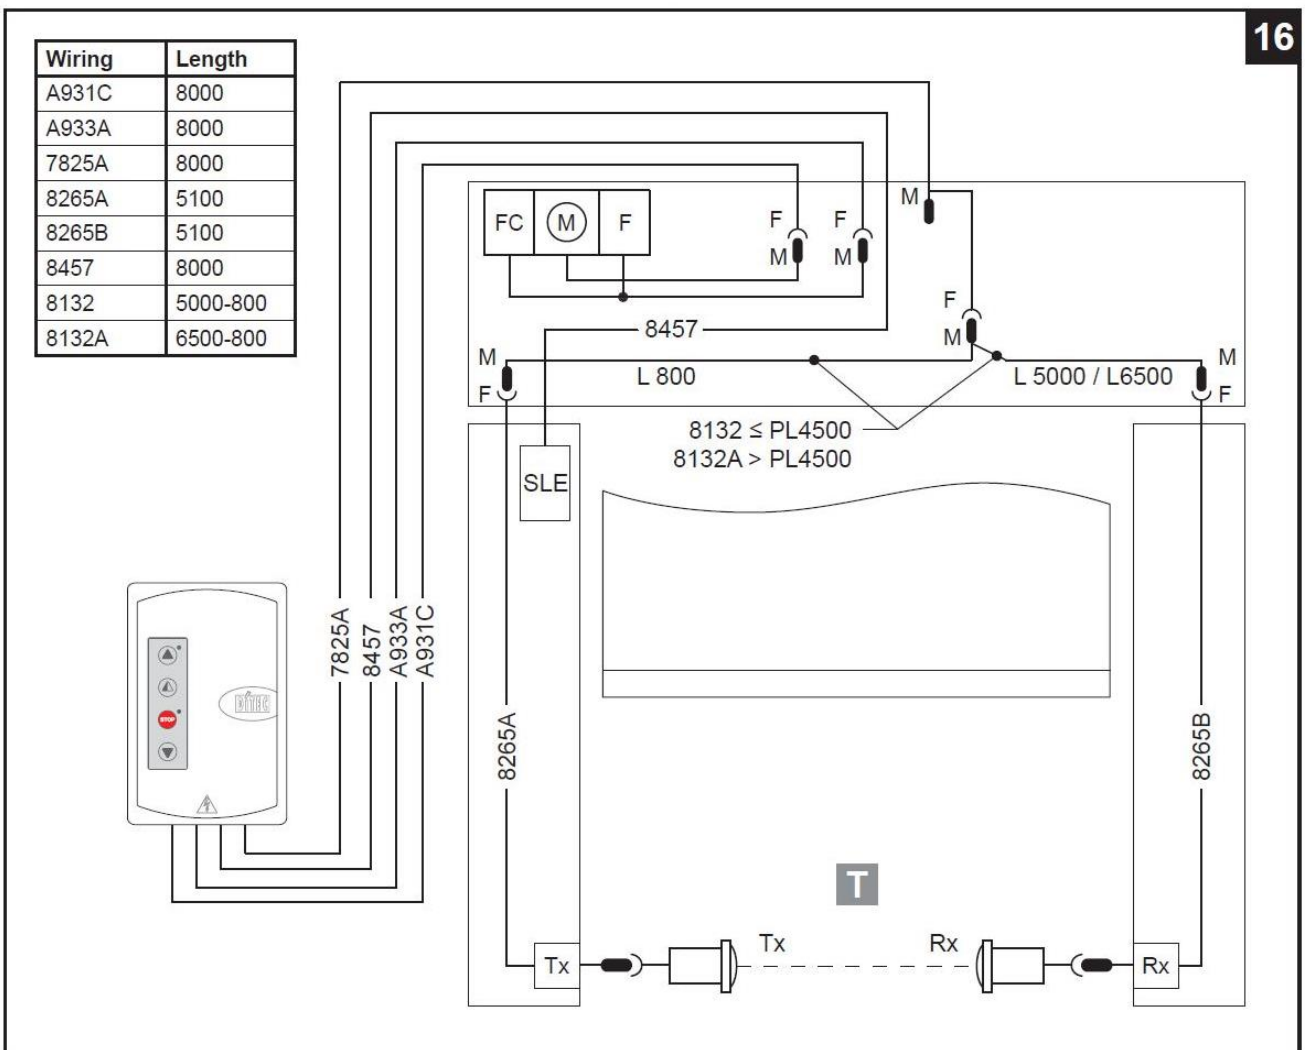 16
Wiring Length
A931C 8000
A933A 8000
7825A 8000
8265A 5100
8265B 5100
8457 8000
8132 5000-800
8132A 6500-800
FC M F
F
M
F
M
M
F
M
8457
M
F
L 800
L 5000 / L6500
M
F
8132 ≤ PL4500
8132A > PL4500
SLE
7825A
8457
A933A
A931C
STOP
DITEC
8265A
8265B
T
Tx
Tx
Rx
Rx